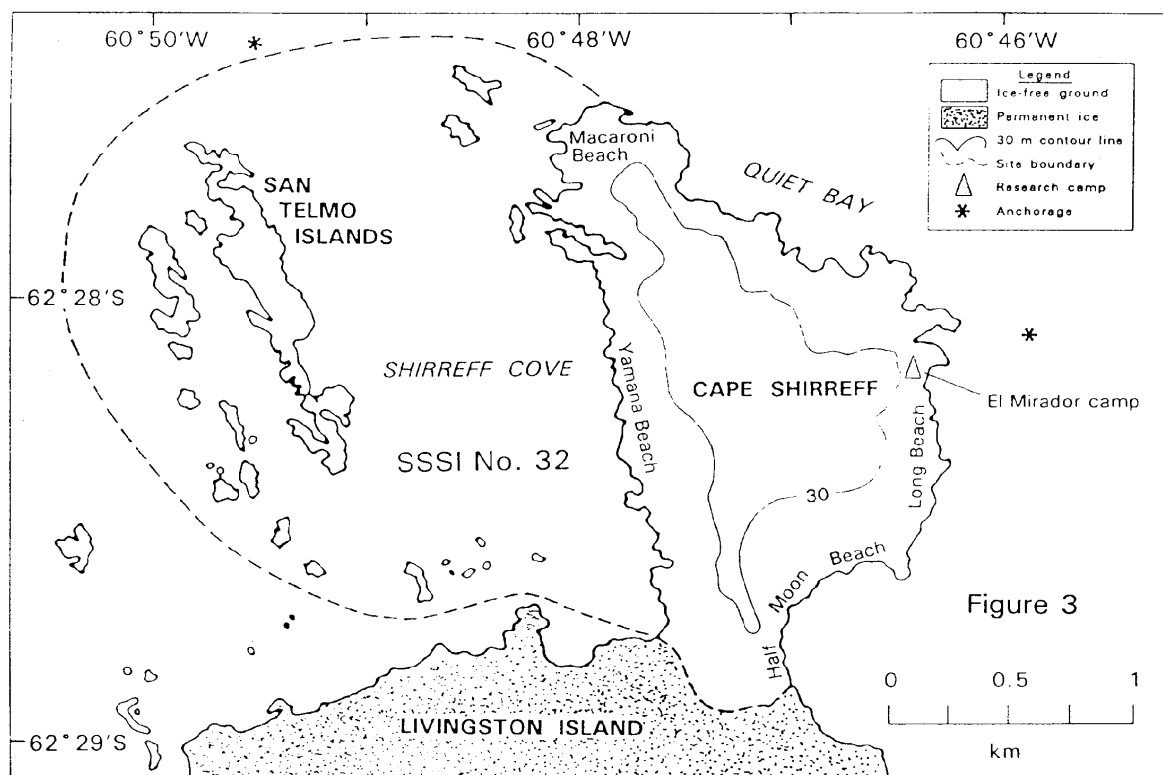 60°50'W
60°48'W
60°46'W
Legend
Ice-free ground
Permanent ice
30 m contour line
Site boundary
Research camp
Anchorage
Macaroni
Beach
QUIET BAY
SAN
TELMO
ISLANDS
62°28'S
SHIRREFF COVE
Yamana Beach
CAPE SHIRREFF
El Mirador camp
SSSI No. 32
Long Beach
30
Half Moon Beach
Figure 3
0 0.5 1
km
LIVINGSTON ISLAND
62°29'S